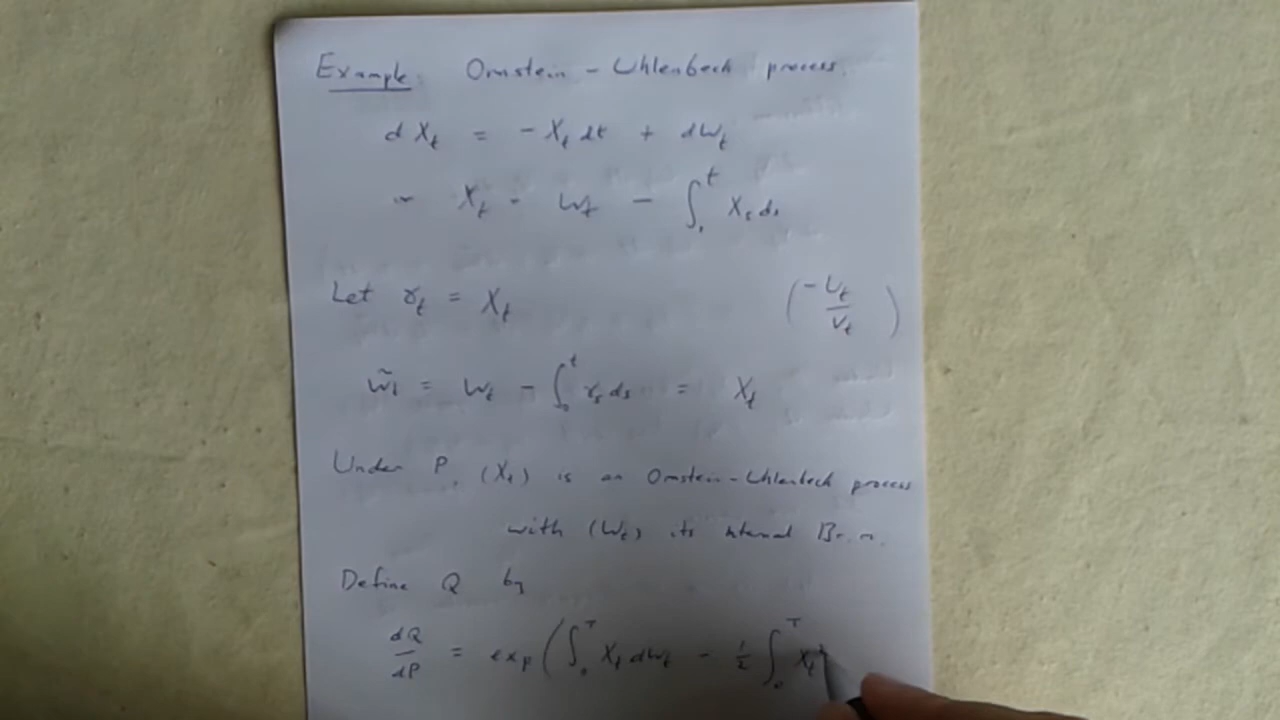 Example: Ornstein - Uhlenbeck process.
d X_t = - X_t dt + dW_t
X_t = W_t - ∫_0^t X_s ds
Let γ_t = X_t (-U_t / V_t)
W̃_t = W_t - ∫_0^t γ_s ds = X_t
Under P, (X_t) is an Ornstein-Uhlenbeck process
with (W_t) its internal Br. m.
Define Q by
dQ/dP = exp(∫_0^T X_t dW_t - 1/2 ∫_0^T X_t